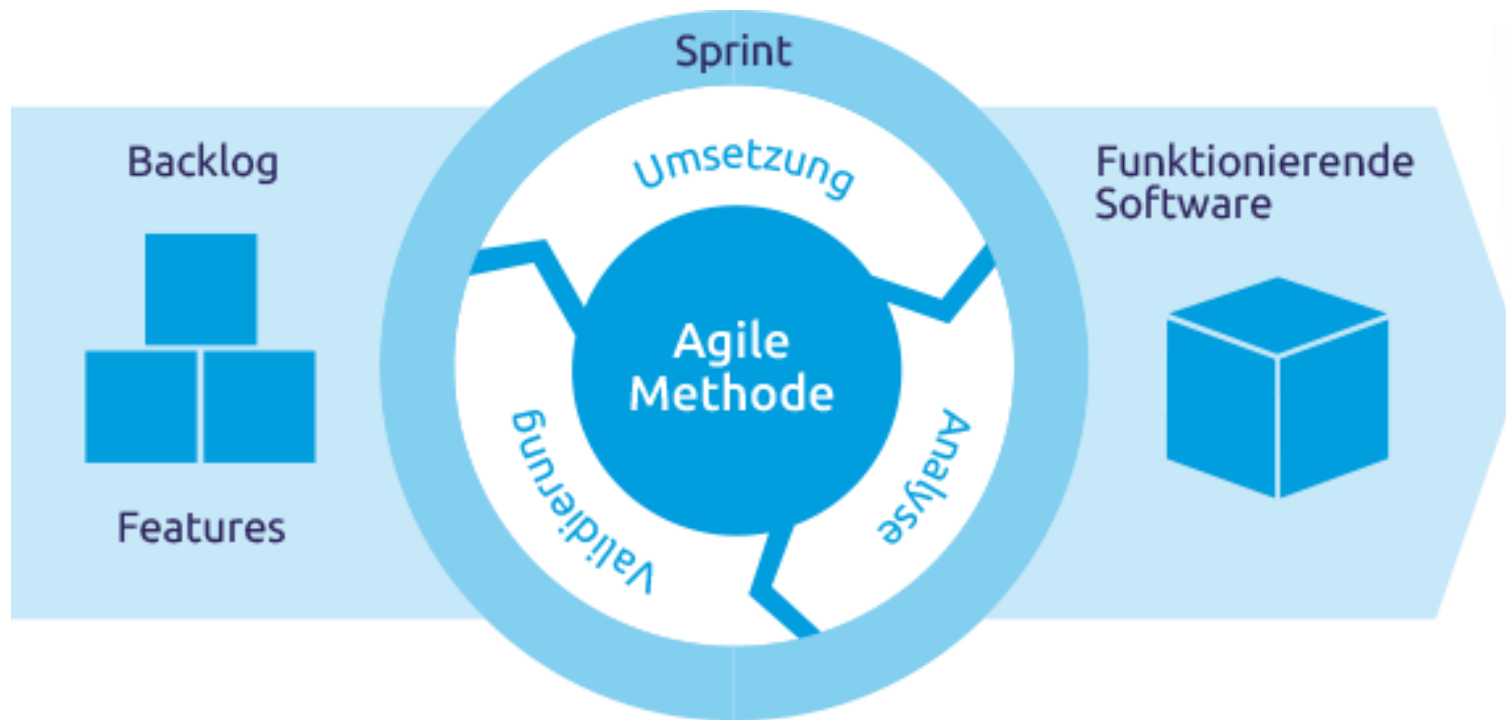 Sprint
Backlog
Umsetzung
Funktionierende
Software
Agile
Methode
Validierung
Analyse
Features